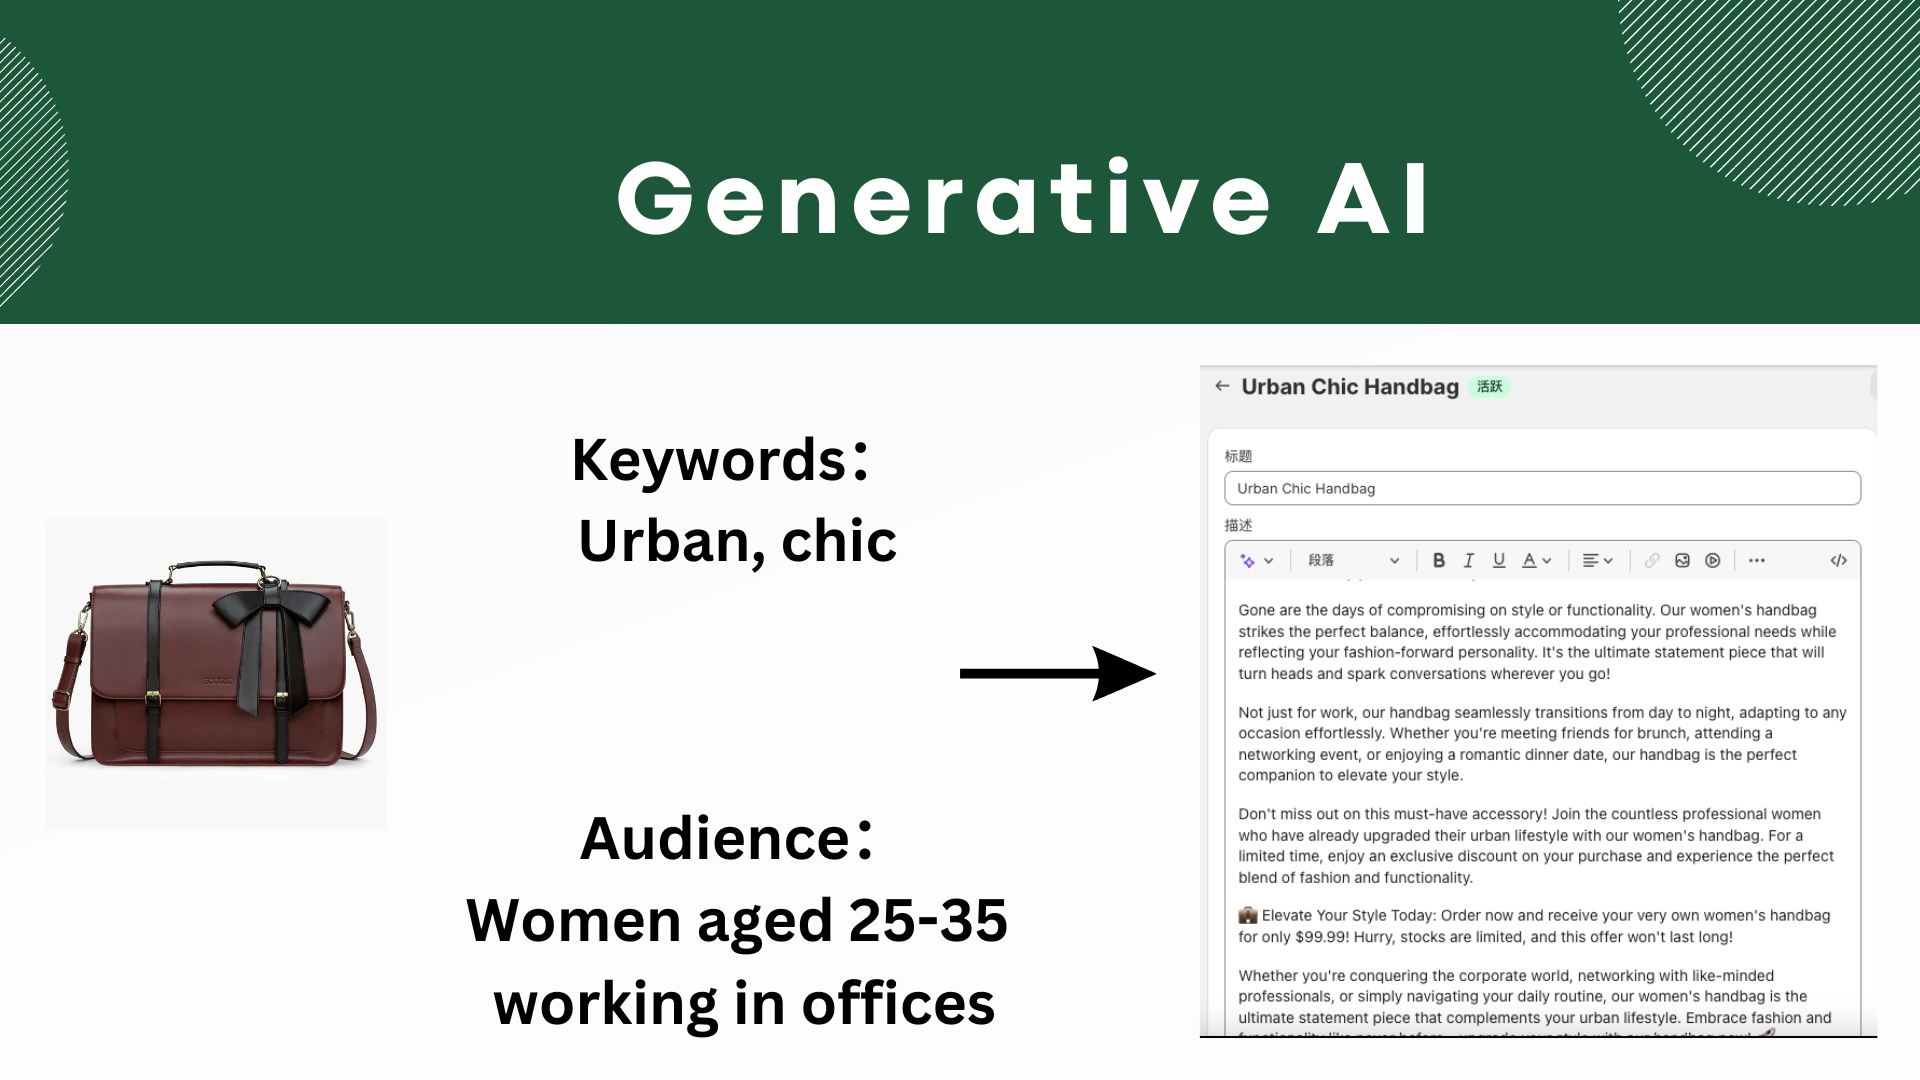 Generative AI
Keywords：
Urban, chic
Audience：
Women aged 25-35
working in offices
Urban Chic Handbag 活跃
标题
Urban Chic Handbag
描述
段落 B I U A </>
Gone are the days of compromising on style or functionality. Our women's handbag
strikes the perfect balance, effortlessly accommodating your professional needs while
reflecting your fashion-forward personality. It's the ultimate statement piece that will
turn heads and spark conversations wherever you go!
Not just for work, our handbag seamlessly transitions from day to night, adapting to any
occasion effortlessly. Whether you're meeting friends for brunch, attending a
networking event, or enjoying a romantic dinner date, our handbag is the perfect
companion to elevate your style.
Don't miss out on this must-have accessory! Join the countless professional women
who have already upgraded their urban lifestyle with our women's handbag. For a
limited time, enjoy an exclusive discount on your purchase and experience the perfect
blend of fashion and functionality.
💼 Elevate Your Style Today: Order now and receive your very own women's handbag
for only $99.99! Hurry, stocks are limited, and this offer won't last long!
Whether you're conquering the corporate world, networking with like-minded
professionals, or simply navigating your daily routine, our women's handbag is the
ultimate statement piece that complements your urban lifestyle. Embrace fashion and